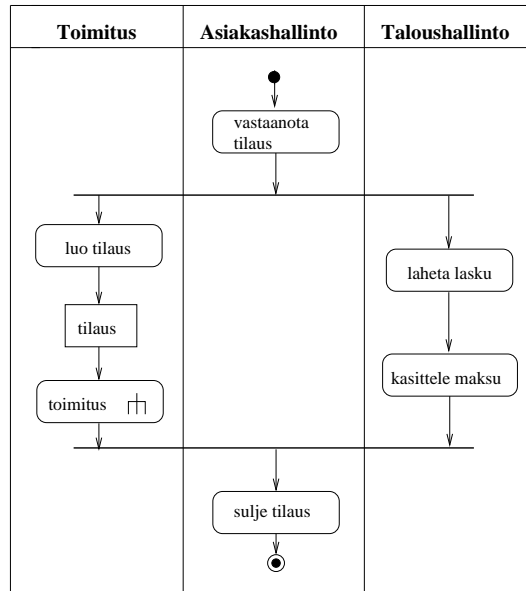 Toimitus
Asiakashallinto
Taloushallinto
vastaanota
tilaus
luo tilaus
laheta lasku
tilaus
kasittele maksu
toimitus
sulje tilaus